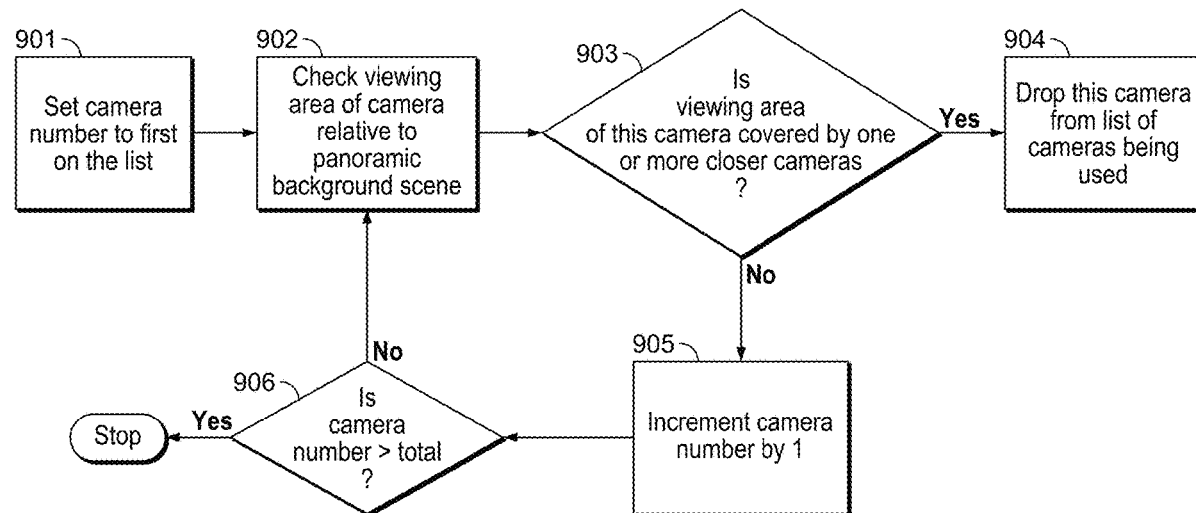 901
Set camera
number to first
on the list
902
Check viewing
area of camera
relative to
panoramic
background scene
903
Is
viewing area
of this camera covered by one
or more closer cameras
?
Yes
904
Drop this camera
from list of
cameras being
used
No
905
Increment camera
number by 1
906
Is
camera
number > total
?
No
Yes
Stop